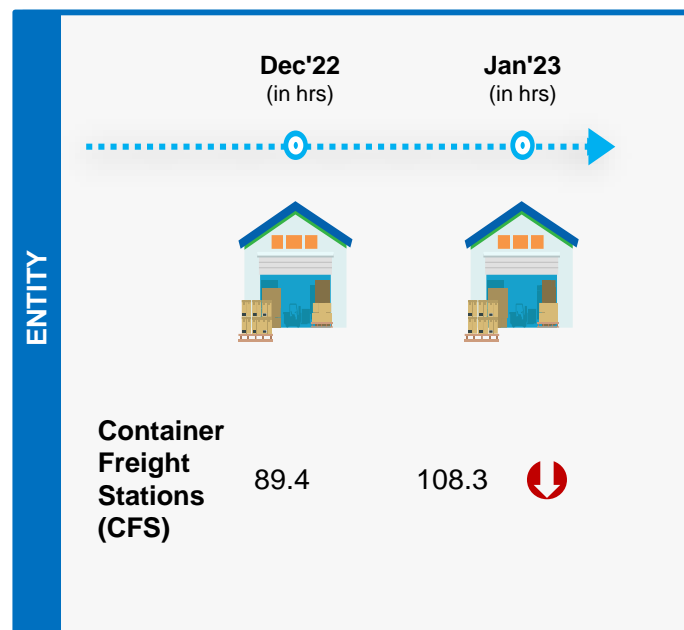 Dec'22
(in hrs)
Jan'23
(in hrs)
ENTITY
Container
Freight
Stations
(CFS)
89.4
108.3